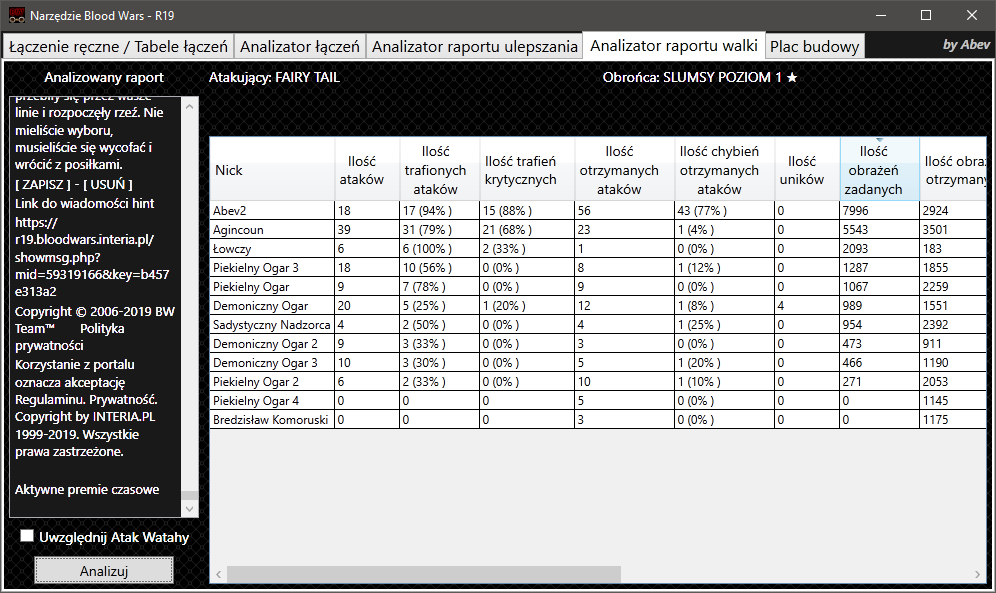 Narzędzie Blood Wars - R19
Łączenie ręczne / Tabele łączeń Analizator łączeń Analizator raportu ulepszania Analizator raportu walki Plac budowy by Abev
Analizowany raport
Atakujący: FAIRY TAIL Obrońca: SLUMSY POZIOM 1 ★
przebiły się przez wasze
linie i rozpoczęły rzeź. Nie
mieliście wyboru,
musieliście się wycofać i
wrócić z posiłkami.
[ ZAPISZ ] - [ USUŃ ]
Link do wiadomości hint
https://
r19.bloodwars.interia.pl/
showmsg.php?
mid=59319166&key=b457
e313a2
Copyright © 2006-2019 BW
Team™ Polityka
prywatności
Korzystanie z portalu
oznacza akceptację
Regulaminu. Prywatność.
Copyright by INTERIA.PL
1999-2019. Wszystkie
prawa zastrzeżone.
Aktywne premie czasowe
Uwzględnij Atak Watahy
Analizuj
Nick
Ilość
ataków
Ilość
trafionych
ataków
Ilość trafień
krytycznych
Ilość
otrzymanych
ataków
Ilość chybień
otrzymanych
ataków
Ilość
uników
Ilość
obrażeń
zadanych
Ilość obra
otrzymany
Abev2 18 17 (94% ) 15 (88% ) 56 43 (77% ) 0 7996 2924
Agincoun 39 31 (79% ) 21 (68% ) 23 1 (4% ) 0 5543 3501
Łowczy 6 6 (100% ) 2 (33% ) 1 0 (0% ) 0 2093 183
Piekielny Ogar 3 18 10 (56% ) 0 (0% ) 8 1 (12% ) 0 1287 1855
Piekielny Ogar 9 7 (78% ) 0 (0% ) 9 0 (0% ) 0 1067 2259
Demoniczny Ogar 20 5 (25% ) 1 (20% ) 12 1 (8% ) 4 989 1551
Sadystyczny Nadzorca 4 2 (50% ) 0 (0% ) 4 1 (25% ) 0 954 2392
Demoniczny Ogar 2 9 3 (33% ) 0 (0% ) 3 0 (0% ) 0 473 911
Demoniczny Ogar 3 10 3 (30% ) 0 (0% ) 5 1 (20% ) 0 466 1190
Piekielny Ogar 2 6 2 (33% ) 0 (0% ) 10 1 (10% ) 0 271 2053
Piekielny Ogar 4 0 0 0 5 0 (0% ) 0 0 1145
Bredzisław Komoruski 0 0 0 3 0 (0% ) 0 0 1175